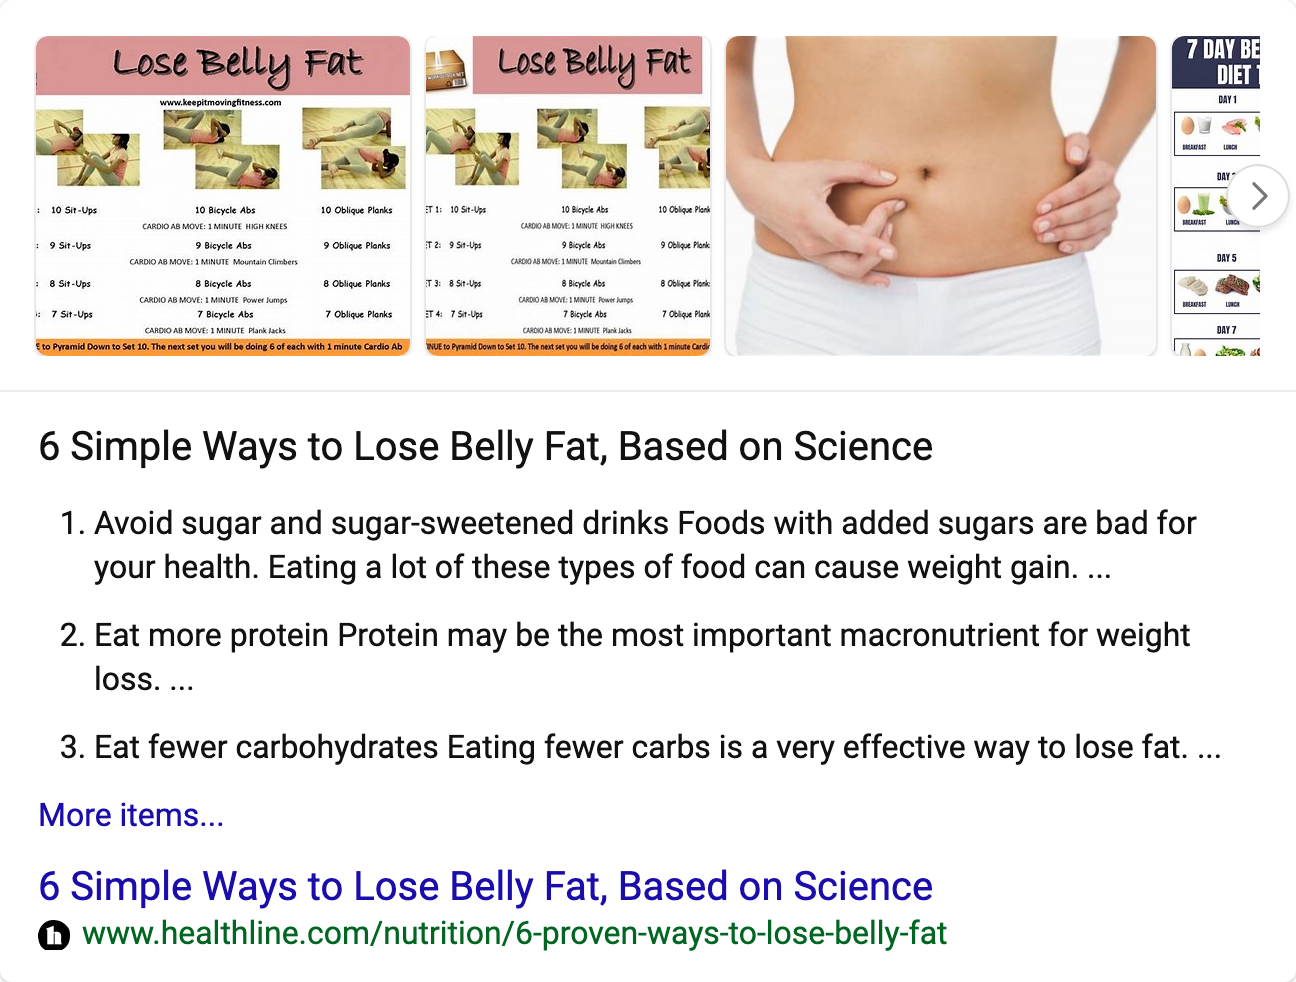 Lose Belly Fat
www.keepitmovingfitness.com
: 10 Sit-Ups 10 Bicycle Abs 10 Oblique Planks
CARDIO AB MOVE: 1 MINUTE HIGH KNEES
: 9 Sit-Ups 9 Bicycle Abs 9 Oblique Planks
CARDIO AB MOVE: 1 MINUTE Mountain Climbers
: 8 Sit-Ups 8 Bicycle Abs 8 Oblique Planks
CARDIO AB MOVE: 1 MINUTE Power Jumps
: 7 Sit-Ups 7 Bicycle Abs 7 Oblique Planks
CARDIO AB MOVE: 1 MINUTE Plank Jacks
E to Pyramid Down to Set 10. The next set you will be doing 6 of each with 1 minute Cardio Ab
Lose Belly Fat
ET 1: 10 Sit-Ups 10 Bicycle Abs 10 Oblique Plank
CARDIO AB MOVE: 1 MINUTE HIGH KNEES
ET 2: 9 Sit-Ups 9 Bicycle Abs 9 Oblique Plank
CARDIO AB MOVE: 1 MINUTE Mountain Climbers
ET 3: 8 Sit-Ups 8 Bicycle Abs 8 Oblique Plank
CARDIO AB MOVE: 1 MINUTE Power Jumps
ET 4: 7 Sit-Ups 7 Bicycle Abs 7 Oblique Plank
CARDIO AB MOVE: 1 MINUTE Plank Jacks
INUE to Pyramid Down to Set 10. The next set you will be doing 6 of each with 1 minute Cardi
7 DAY BE
DIET
DAY 1
BREAKFAST LUNCH
DAY
BREAKFAST LUNCH
DAY 5
BREAKFAST LUNCH
DAY 7
6 Simple Ways to Lose Belly Fat, Based on Science
1. Avoid sugar and sugar-sweetened drinks Foods with added sugars are bad for
your health. Eating a lot of these types of food can cause weight gain. ...
2. Eat more protein Protein may be the most important macronutrient for weight
loss. ...
3. Eat fewer carbohydrates Eating fewer carbs is a very effective way to lose fat. ...
More items...
6 Simple Ways to Lose Belly Fat, Based on Science
h www.healthline.com/nutrition/6-proven-ways-to-lose-belly-fat